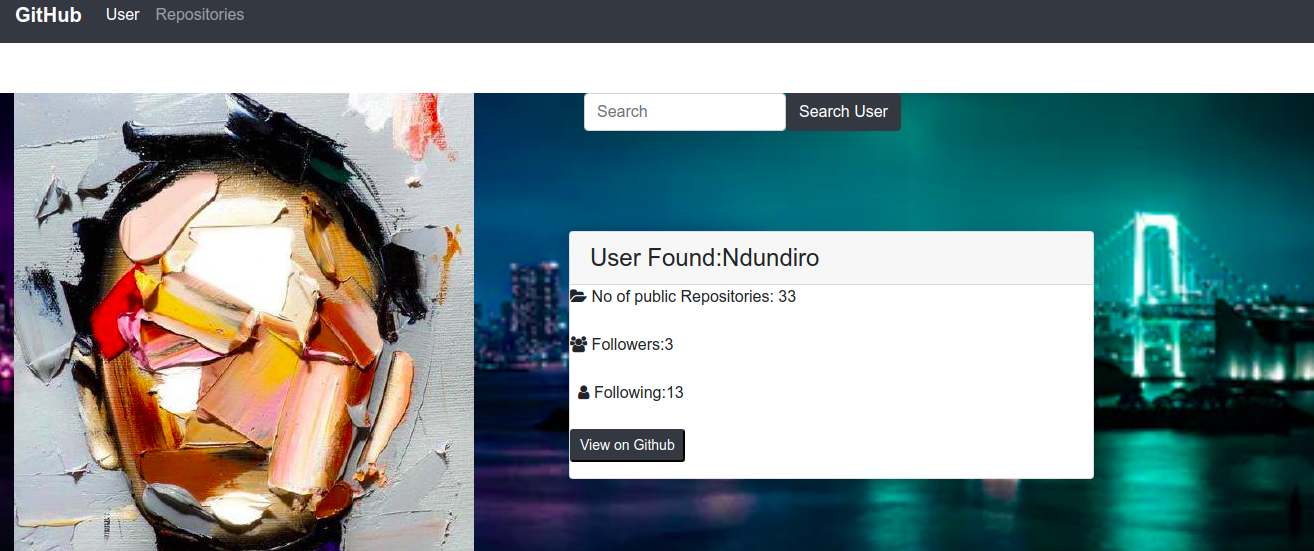 GitHub User Repositories
Search Search User
User Found:Ndundiro
No of public Repositories: 33
Followers:3
Following:13
View on Github